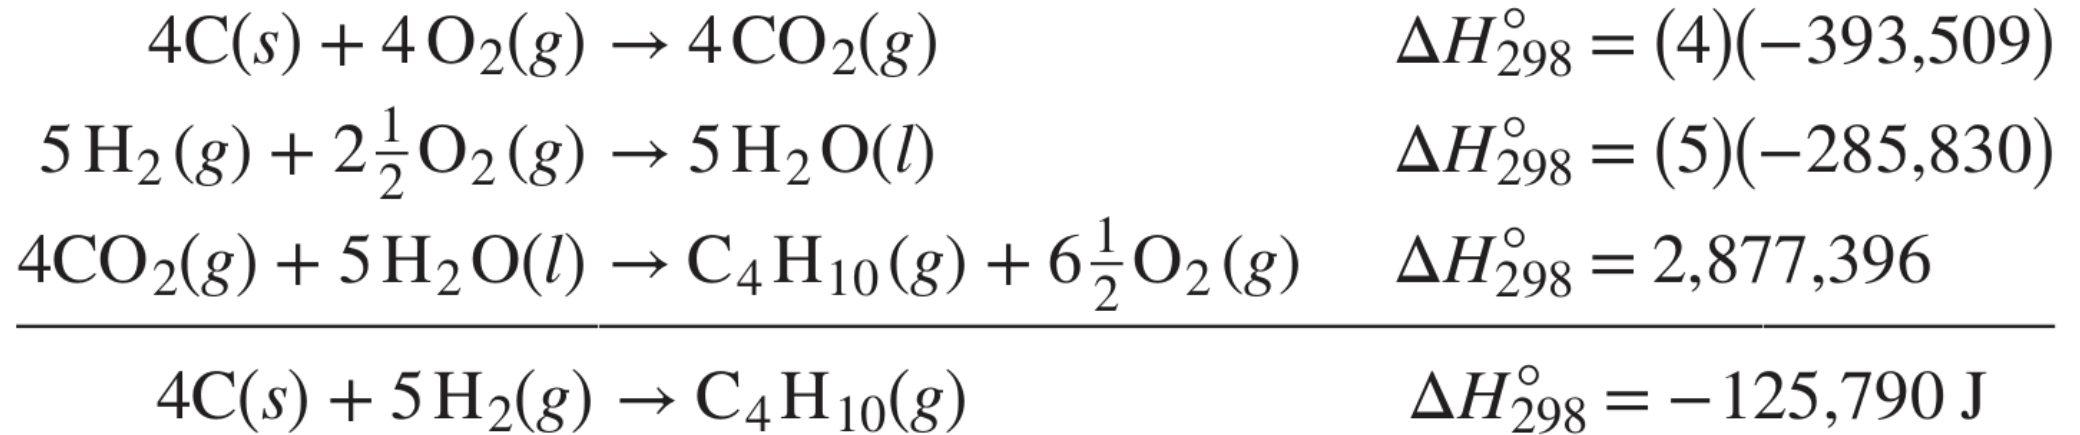 4C(s) + 4 O₂(g) → 4 CO₂(g) ΔH°₂₉₈ = (4)(−393,509)
5 H₂ (g) + 2½ O₂ (g) → 5 H₂ O(l) ΔH°₂₉₈ = (5)(−285,830)
4CO₂(g) + 5 H₂ O(l) → C₄ H₁₀ (g) + 6½ O₂ (g) ΔH°₂₉₈ = 2,877,396
4C(s) + 5 H₂(g) → C₄ H₁₀(g) ΔH°₂₉₈ = −125,790 J